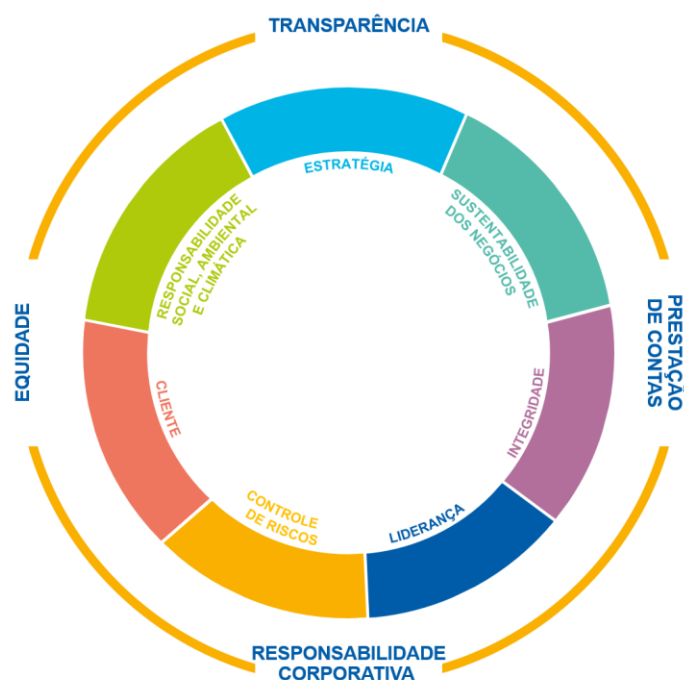 TRANSPARÊNCIA
ESTRATÉGIA
SUSTENTABILIDADE
DOS NEGÓCIOS
RESPONSABILIDADE
SOCIAL, AMBIENTAL
E CLIMÁTICA
EQUIDADE
PRESTAÇÃO
DE CONTAS
INTEGRIDADE
CLIENTE
CONTROLE
DE RISCOS
LIDERANÇA
RESPONSABILIDADE
CORPORATIVA